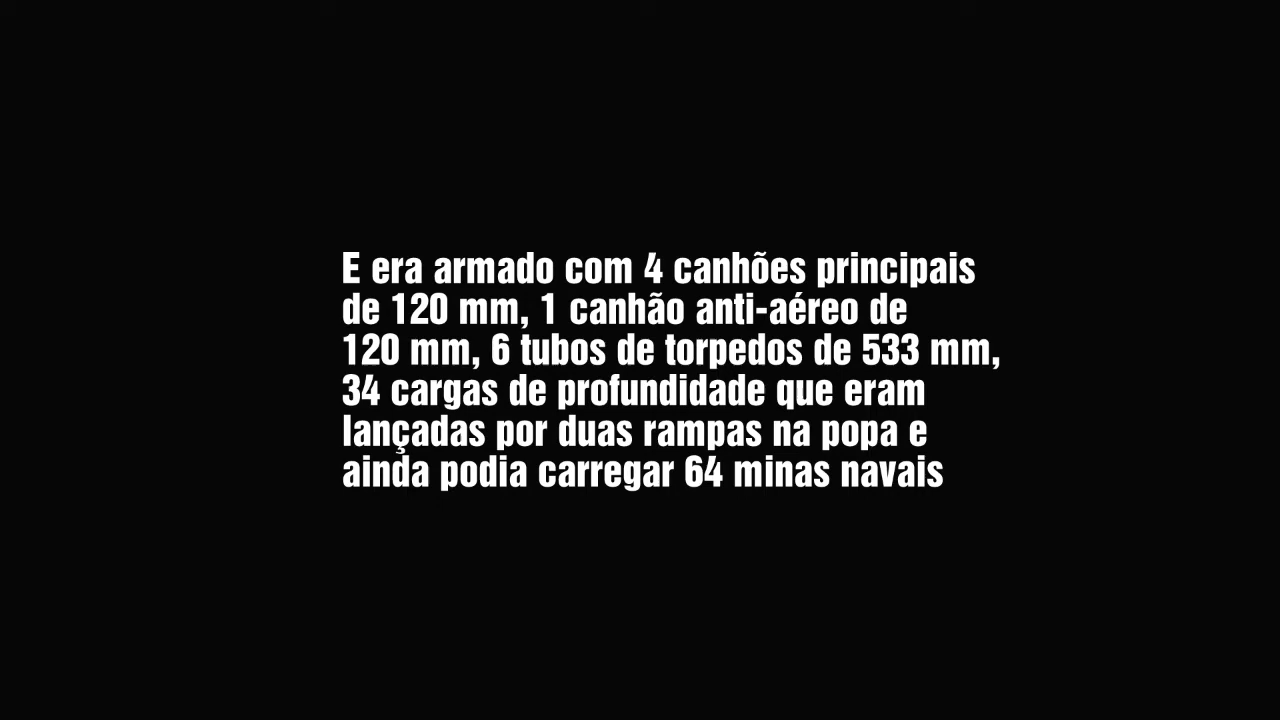 E era armado com 4 canhões principais
de 120 mm, 1 canhão anti-aéreo de
120 mm, 6 tubos de torpedos de 533 mm,
34 cargas de profundidade que eram
lançadas por duas rampas na popa e
ainda podia carregar 64 minas navais